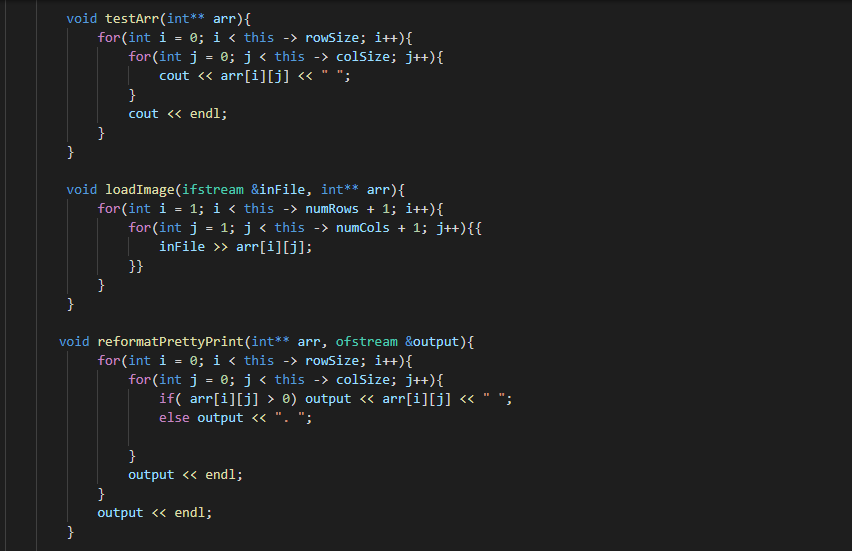 void testArr(int** arr){
for(int i = 0; i < this -> rowSize; i++){
for(int j = 0; j < this -> colSize; j++){
cout << arr[i][j] << " ";
}
cout << endl;
}
}
void loadImage(ifstream &inFile, int** arr){
for(int i = 1; i < this -> numRows + 1; i++){
for(int j = 1; j < this -> numCols + 1; j++){{
inFile >> arr[i][j];
}}
}
}
void reformatPrettyPrint(int** arr, ofstream &output){
for(int i = 0; i < this -> rowSize; i++){
for(int j = 0; j < this -> colSize; j++){
if( arr[i][j] > 0) output << arr[i][j] << " ";
else output << ". ";
}
output << endl;
}
output << endl;
}